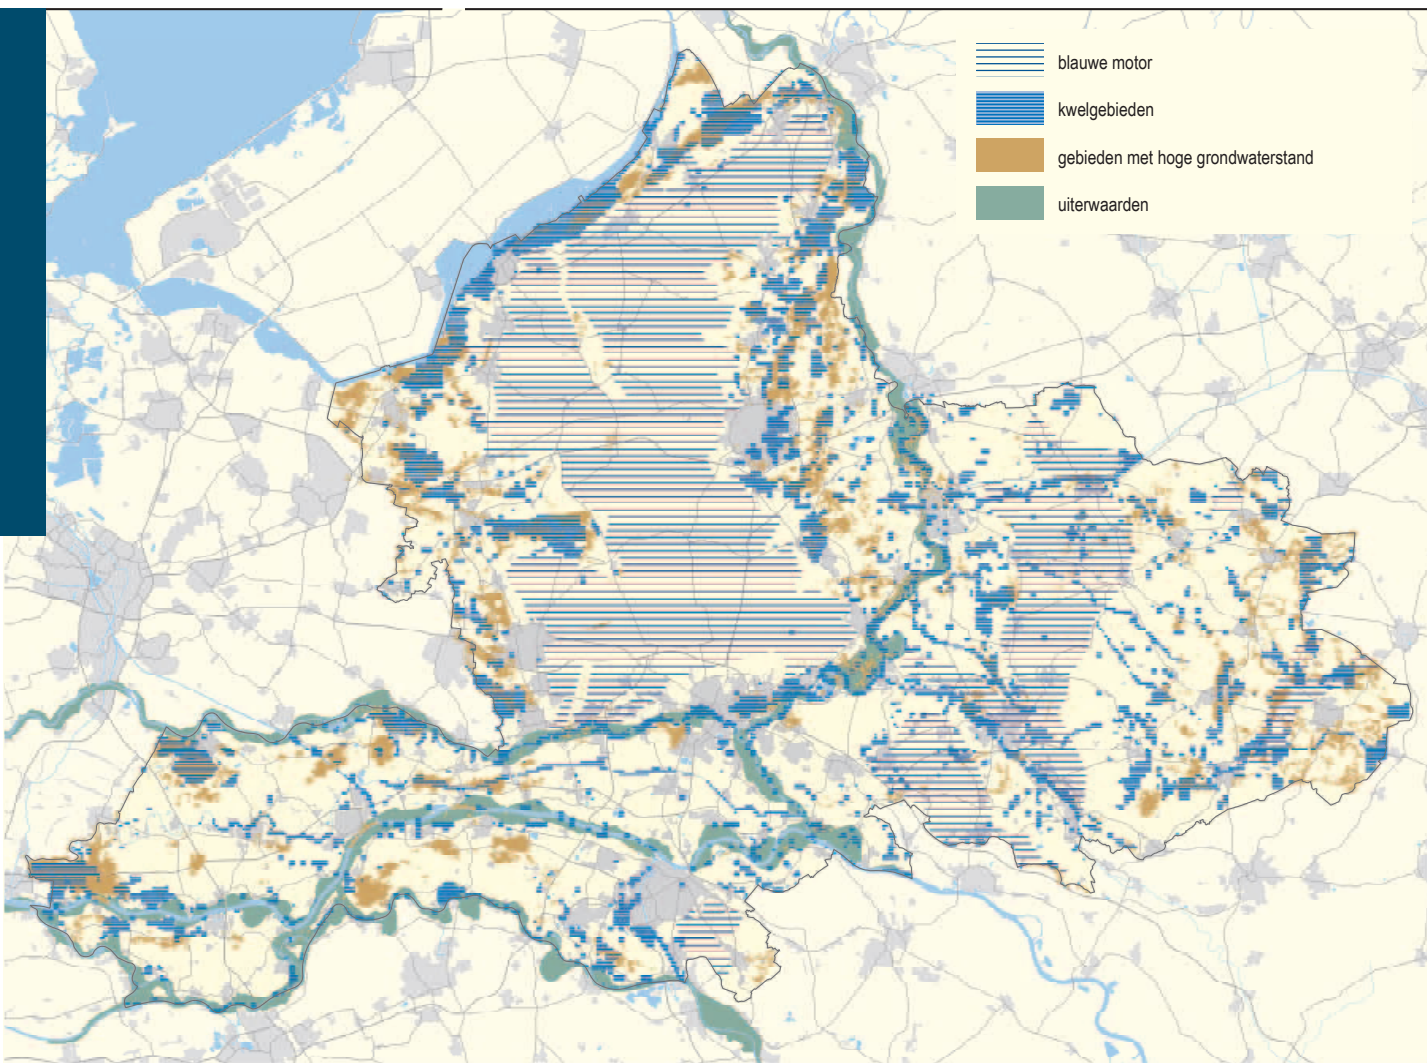 blauwe motor
kwelgebieden
gebieden met hoge grondwaterstand
uiterwaarden